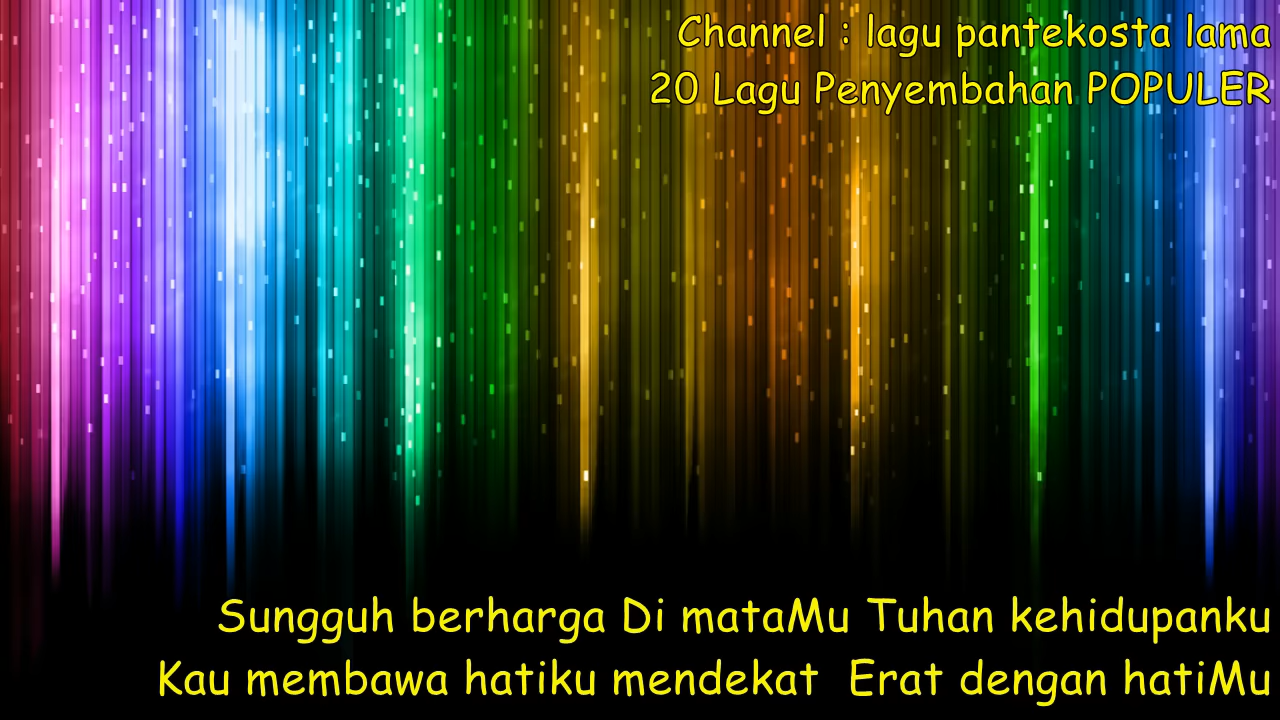 Channel : lagu pantekosta lama
20 Lagu Penyembahan POPULER
Sungguh berharga Di mataMu Tuhan kehidupanku
Kau membawa hatiku mendekat  Erat dengan hatiMu